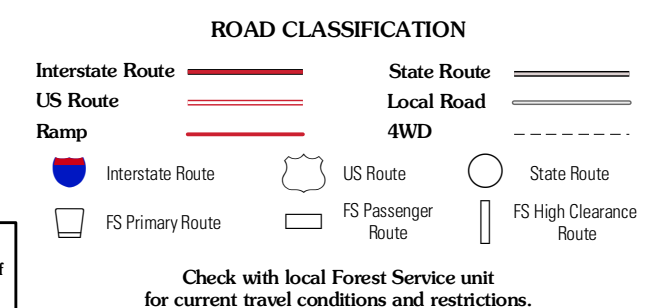 ROAD CLASSIFICATION
Interstate Route
State Route
US Route
Local Road
Ramp
4WD
Interstate Route
US Route
State Route
FS Primary Route
FS Passenger
Route
FS High Clearance
Route
f
Check with local Forest Service unit
for current travel conditions and restrictions.